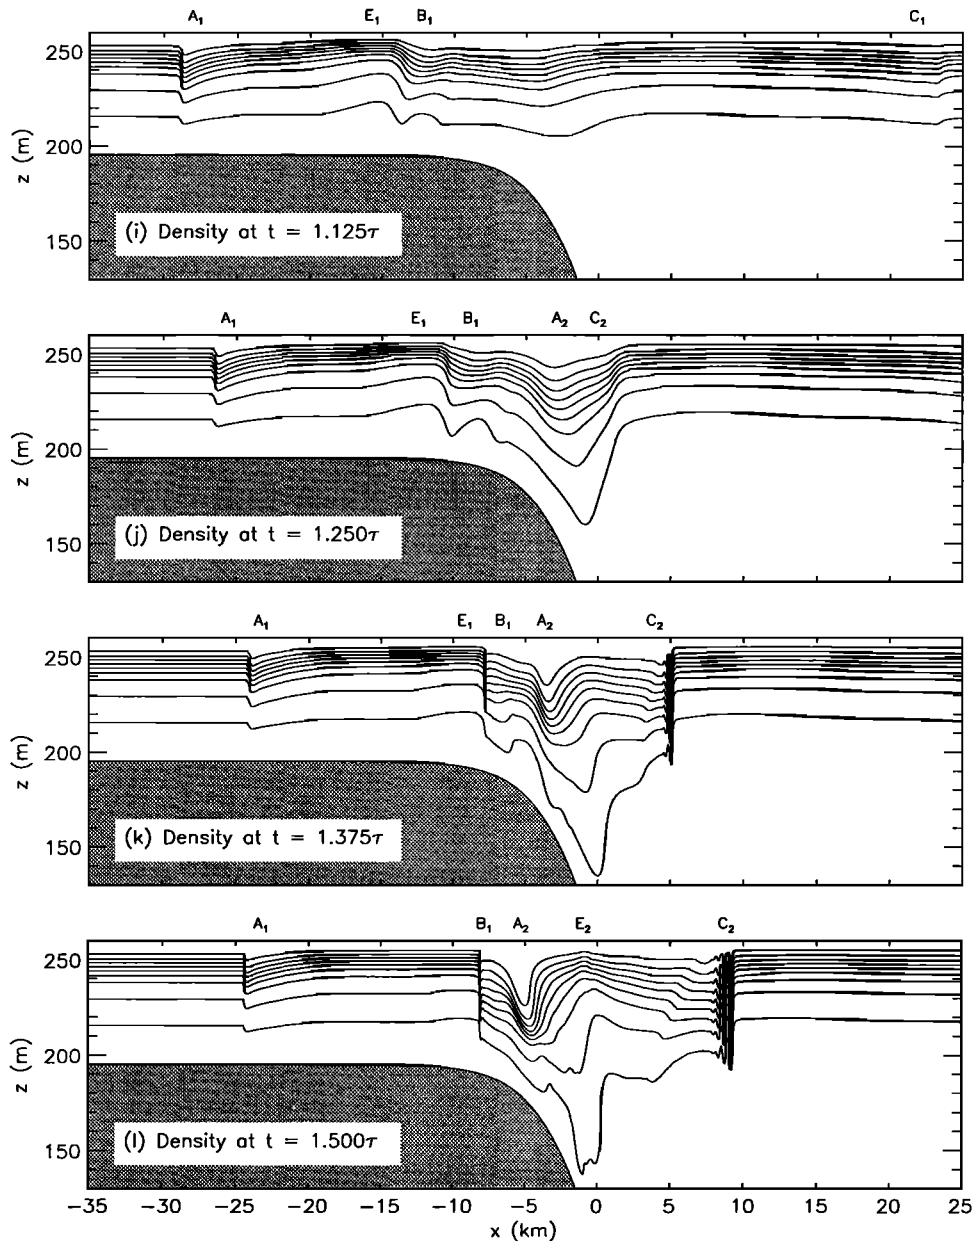 A₁ E₁ B₁ C₁
250
200
150
z (m)
(i) Density at t = 1.125τ
A₁ E₁ B₁ A₂ C₂
250
200
150
z (m)
(j) Density at t = 1.250τ
A₁ E₁ B₁ A₂ C₂
250
200
150
z (m)
(k) Density at t = 1.375τ
A₁ B₁ A₂ E₂ C₂
250
200
150
z (m)
(l) Density at t = 1.500τ
−35 −30 −25 −20 −15 −10 −5 0 5 10 15 20 25
x (km)